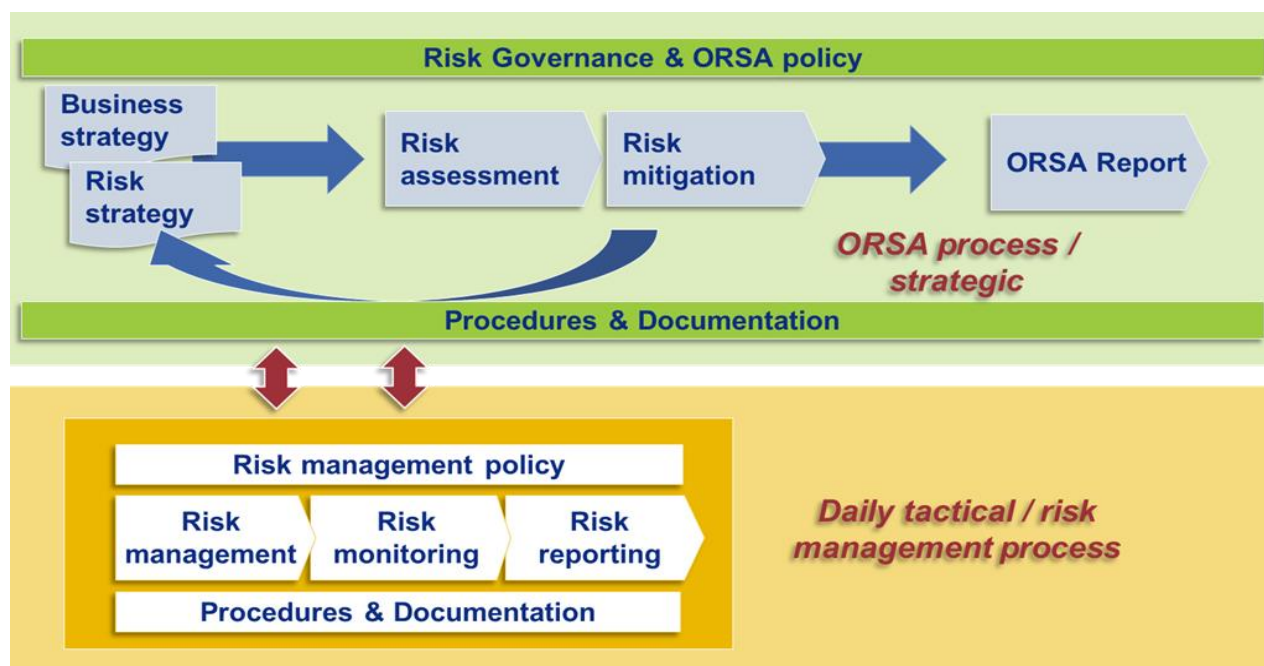 Risk Governance & ORSA policy
Business
strategy
Risk
strategy
Risk
assessment
Risk
mitigation
ORSA Report
ORSA process /
strategic
Procedures & Documentation
Risk management policy
Risk
management
Risk
monitoring
Risk
reporting
Procedures & Documentation
Daily tactical / risk
management process